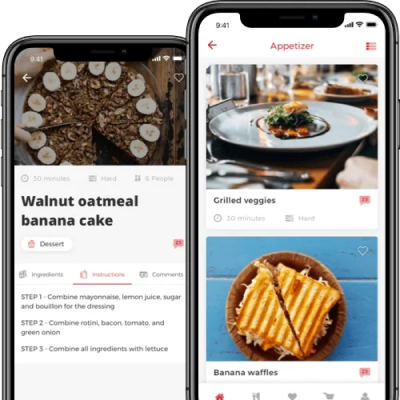 9:41
30 minutes
Hard
5 People
Walnut oatmeal
banana cake
Dessert
Ingredients
Instructions
Comments
STEP 1 - Combine mayonnaise, lemon juice, sugar
and bouillon for the dressing
STEP 2 - Combine rotini, bacon, tomato, and
green onion
STEP 3 - Combine all ingredients with lettuce
9:41
Appetizer
Grilled veggies
30 minutes
Hard
Banana waffles